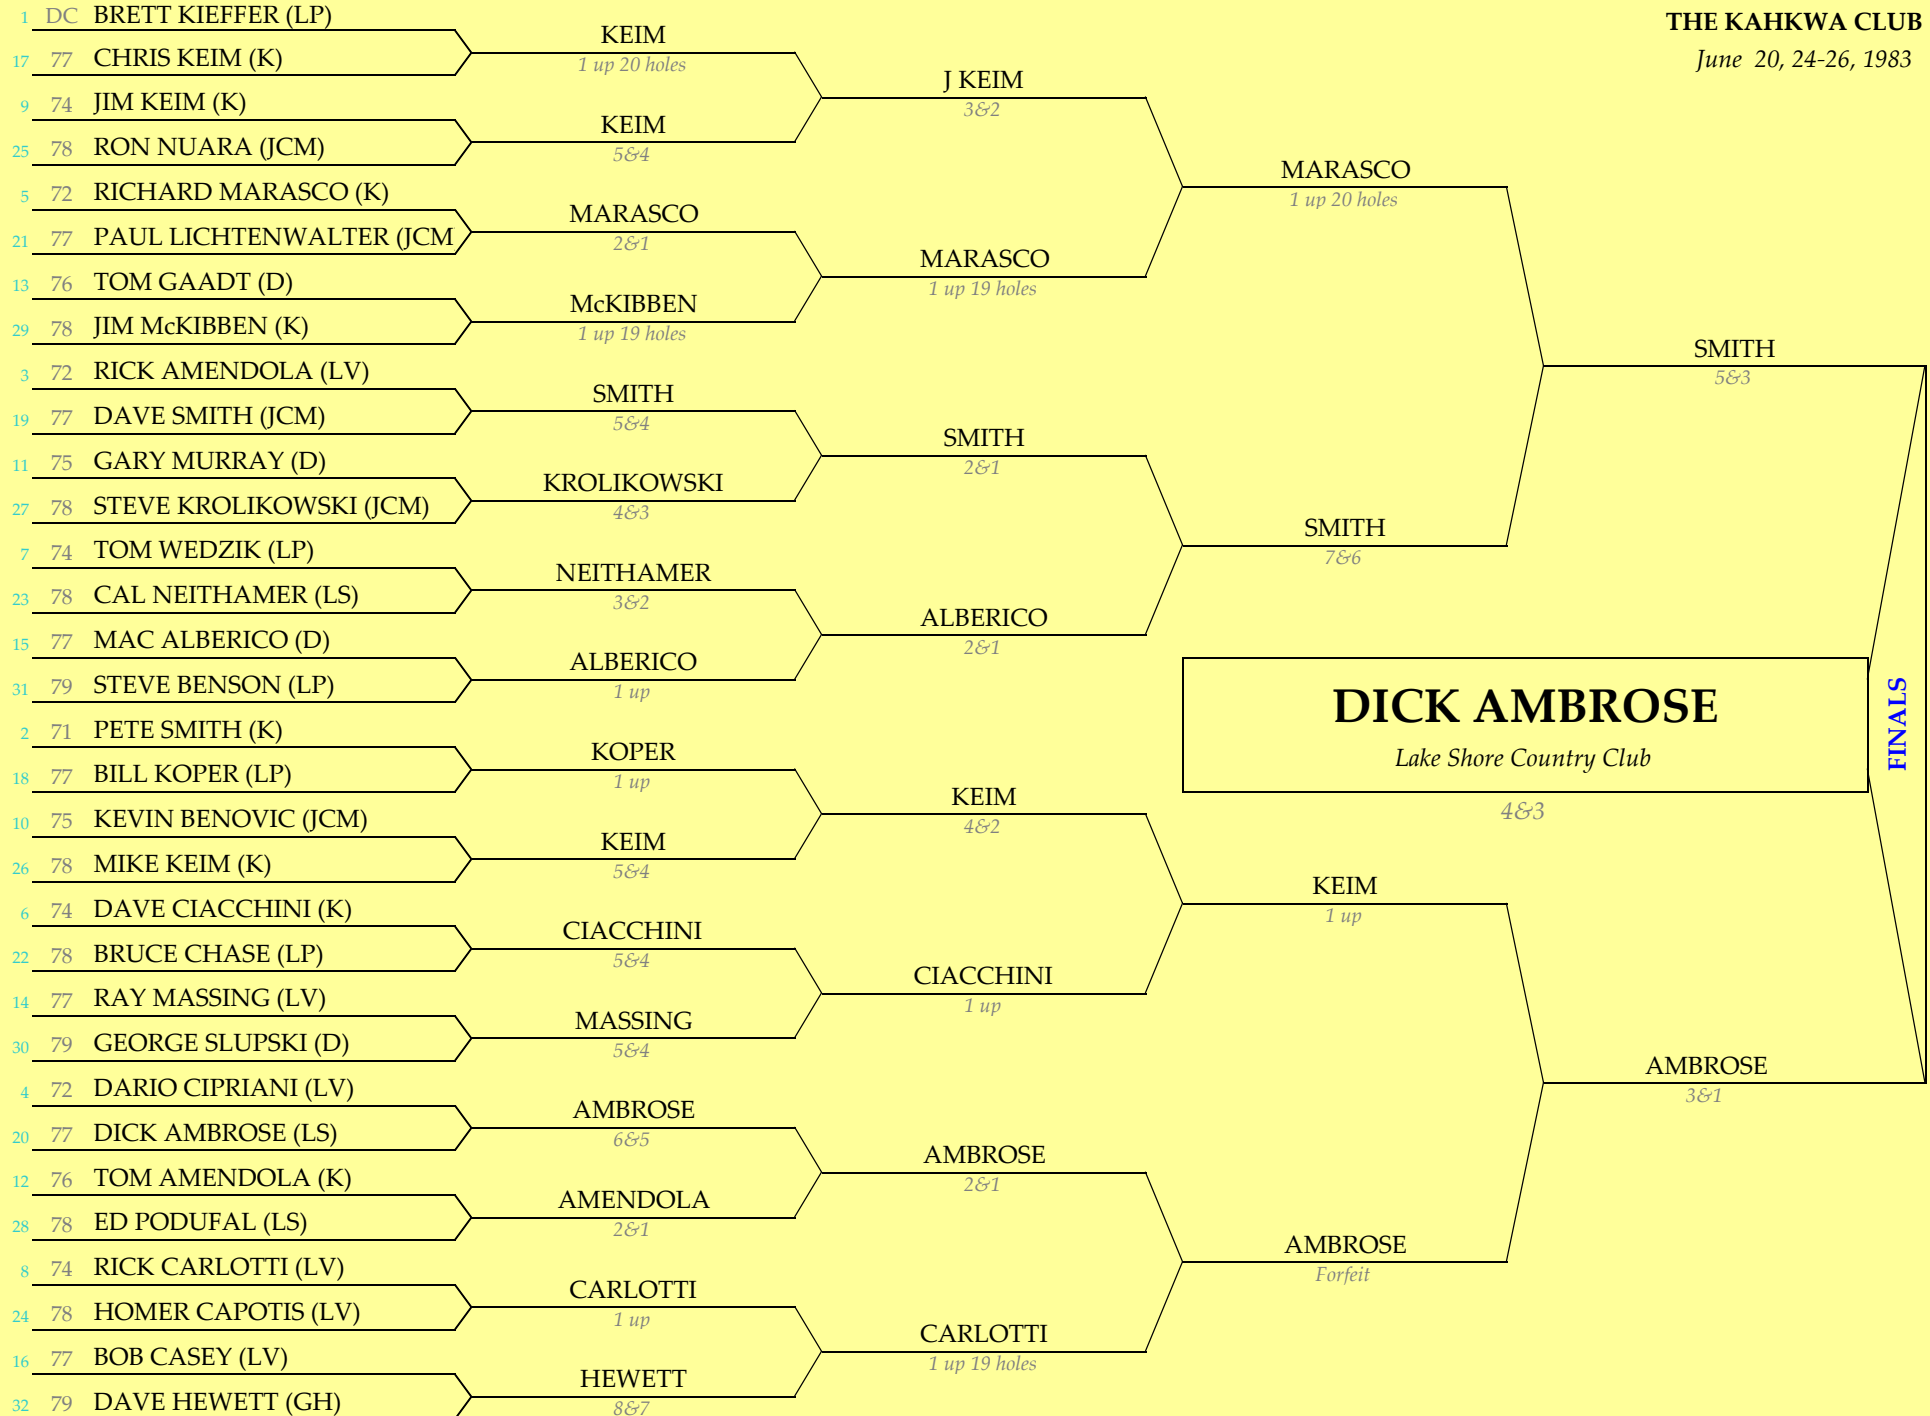 THE KAHKWA CLUB
June 20, 24-26, 1983
1 DC BRETT KIEFFER (LP)
17 77 CHRIS KEIM (K)
9 74 JIM KEIM (K)
25 78 RON NUARA (JCM)
5 72 RICHARD MARASCO (K)
21 77 PAUL LICHTENWALTER (JCM
13 76 TOM GAADT (D)
29 78 JIM McKIBBEN (K)
3 72 RICK AMENDOLA (LV)
19 77 DAVE SMITH (JCM)
11 75 GARY MURRAY (D)
27 78 STEVE KROLIKOWSKI (JCM)
7 74 TOM WEDZIK (LP)
23 78 CAL NEITHAMER (LS)
15 77 MAC ALBERICO (D)
31 79 STEVE BENSON (LP)
2 71 PETE SMITH (K)
18 77 BILL KOPER (LP)
10 75 KEVIN BENOVIC (JCM)
26 78 MIKE KEIM (K)
6 74 DAVE CIACCHINI (K)
22 78 BRUCE CHASE (LP)
14 77 RAY MASSING (LV)
30 79 GEORGE SLUPSKI (D)
4 72 DARIO CIPRIANI (LV)
20 77 DICK AMBROSE (LS)
12 76 TOM AMENDOLA (K)
28 78 ED PODUFAL (LS)
8 74 RICK CARLOTTI (LV)
24 78 HOMER CAPOTIS (LV)
16 77 BOB CASEY (LV)
32 79 DAVE HEWETT (GH)
KEIM
1 up 20 holes
KEIM
5&4
MARASCO
2&1
McKIBBEN
1 up 19 holes
SMITH
5&4
KROLIKOWSKI
4&3
NEITHAMER
3&2
ALBERICO
1 up
KOPER
1 up
KEIM
5&4
CIACCHINI
5&4
MASSING
5&4
AMBROSE
6&5
AMENDOLA
2&1
CARLOTTI
1 up
HEWETT
8&7
J KEIM
3&2
MARASCO
1 up 19 holes
SMITH
2&1
ALBERICO
2&1
KEIM
4&2
CIACCHINI
1 up
AMBROSE
2&1
CARLOTTI
1 up 19 holes
MARASCO
1 up 20 holes
SMITH
7&6
KEIM
1 up
AMBROSE
Forfeit
SMITH
5&3
AMBROSE
3&1
FINALS
DICK AMBROSE
Lake Shore Country Club
4&3